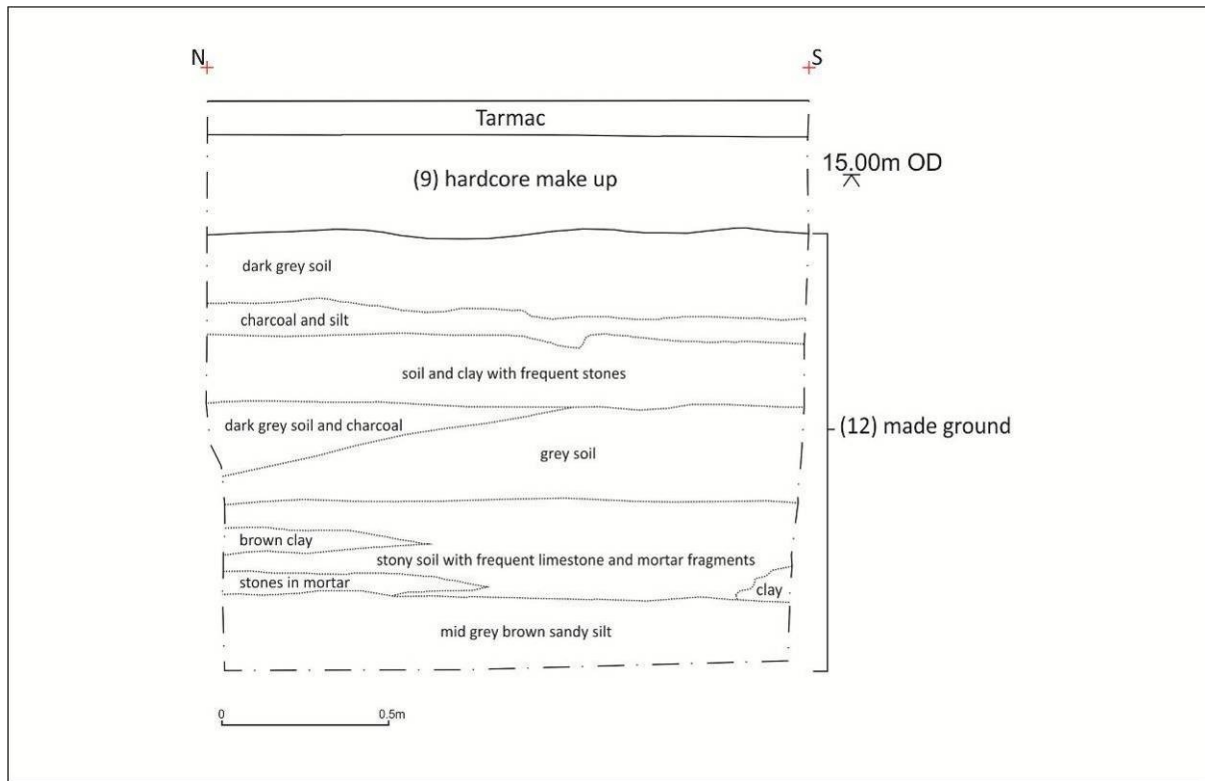 N
S
Tarmac
15.00m OD
(9) hardcore make up
dark grey soil
charcoal and silt
soil and clay with frequent stones
dark grey soil and charcoal
(12) made ground
grey soil
brown clay
stony soil with frequent limestone and mortar fragments
stones in mortar
clay
mid grey brown sandy silt
0
0.5m